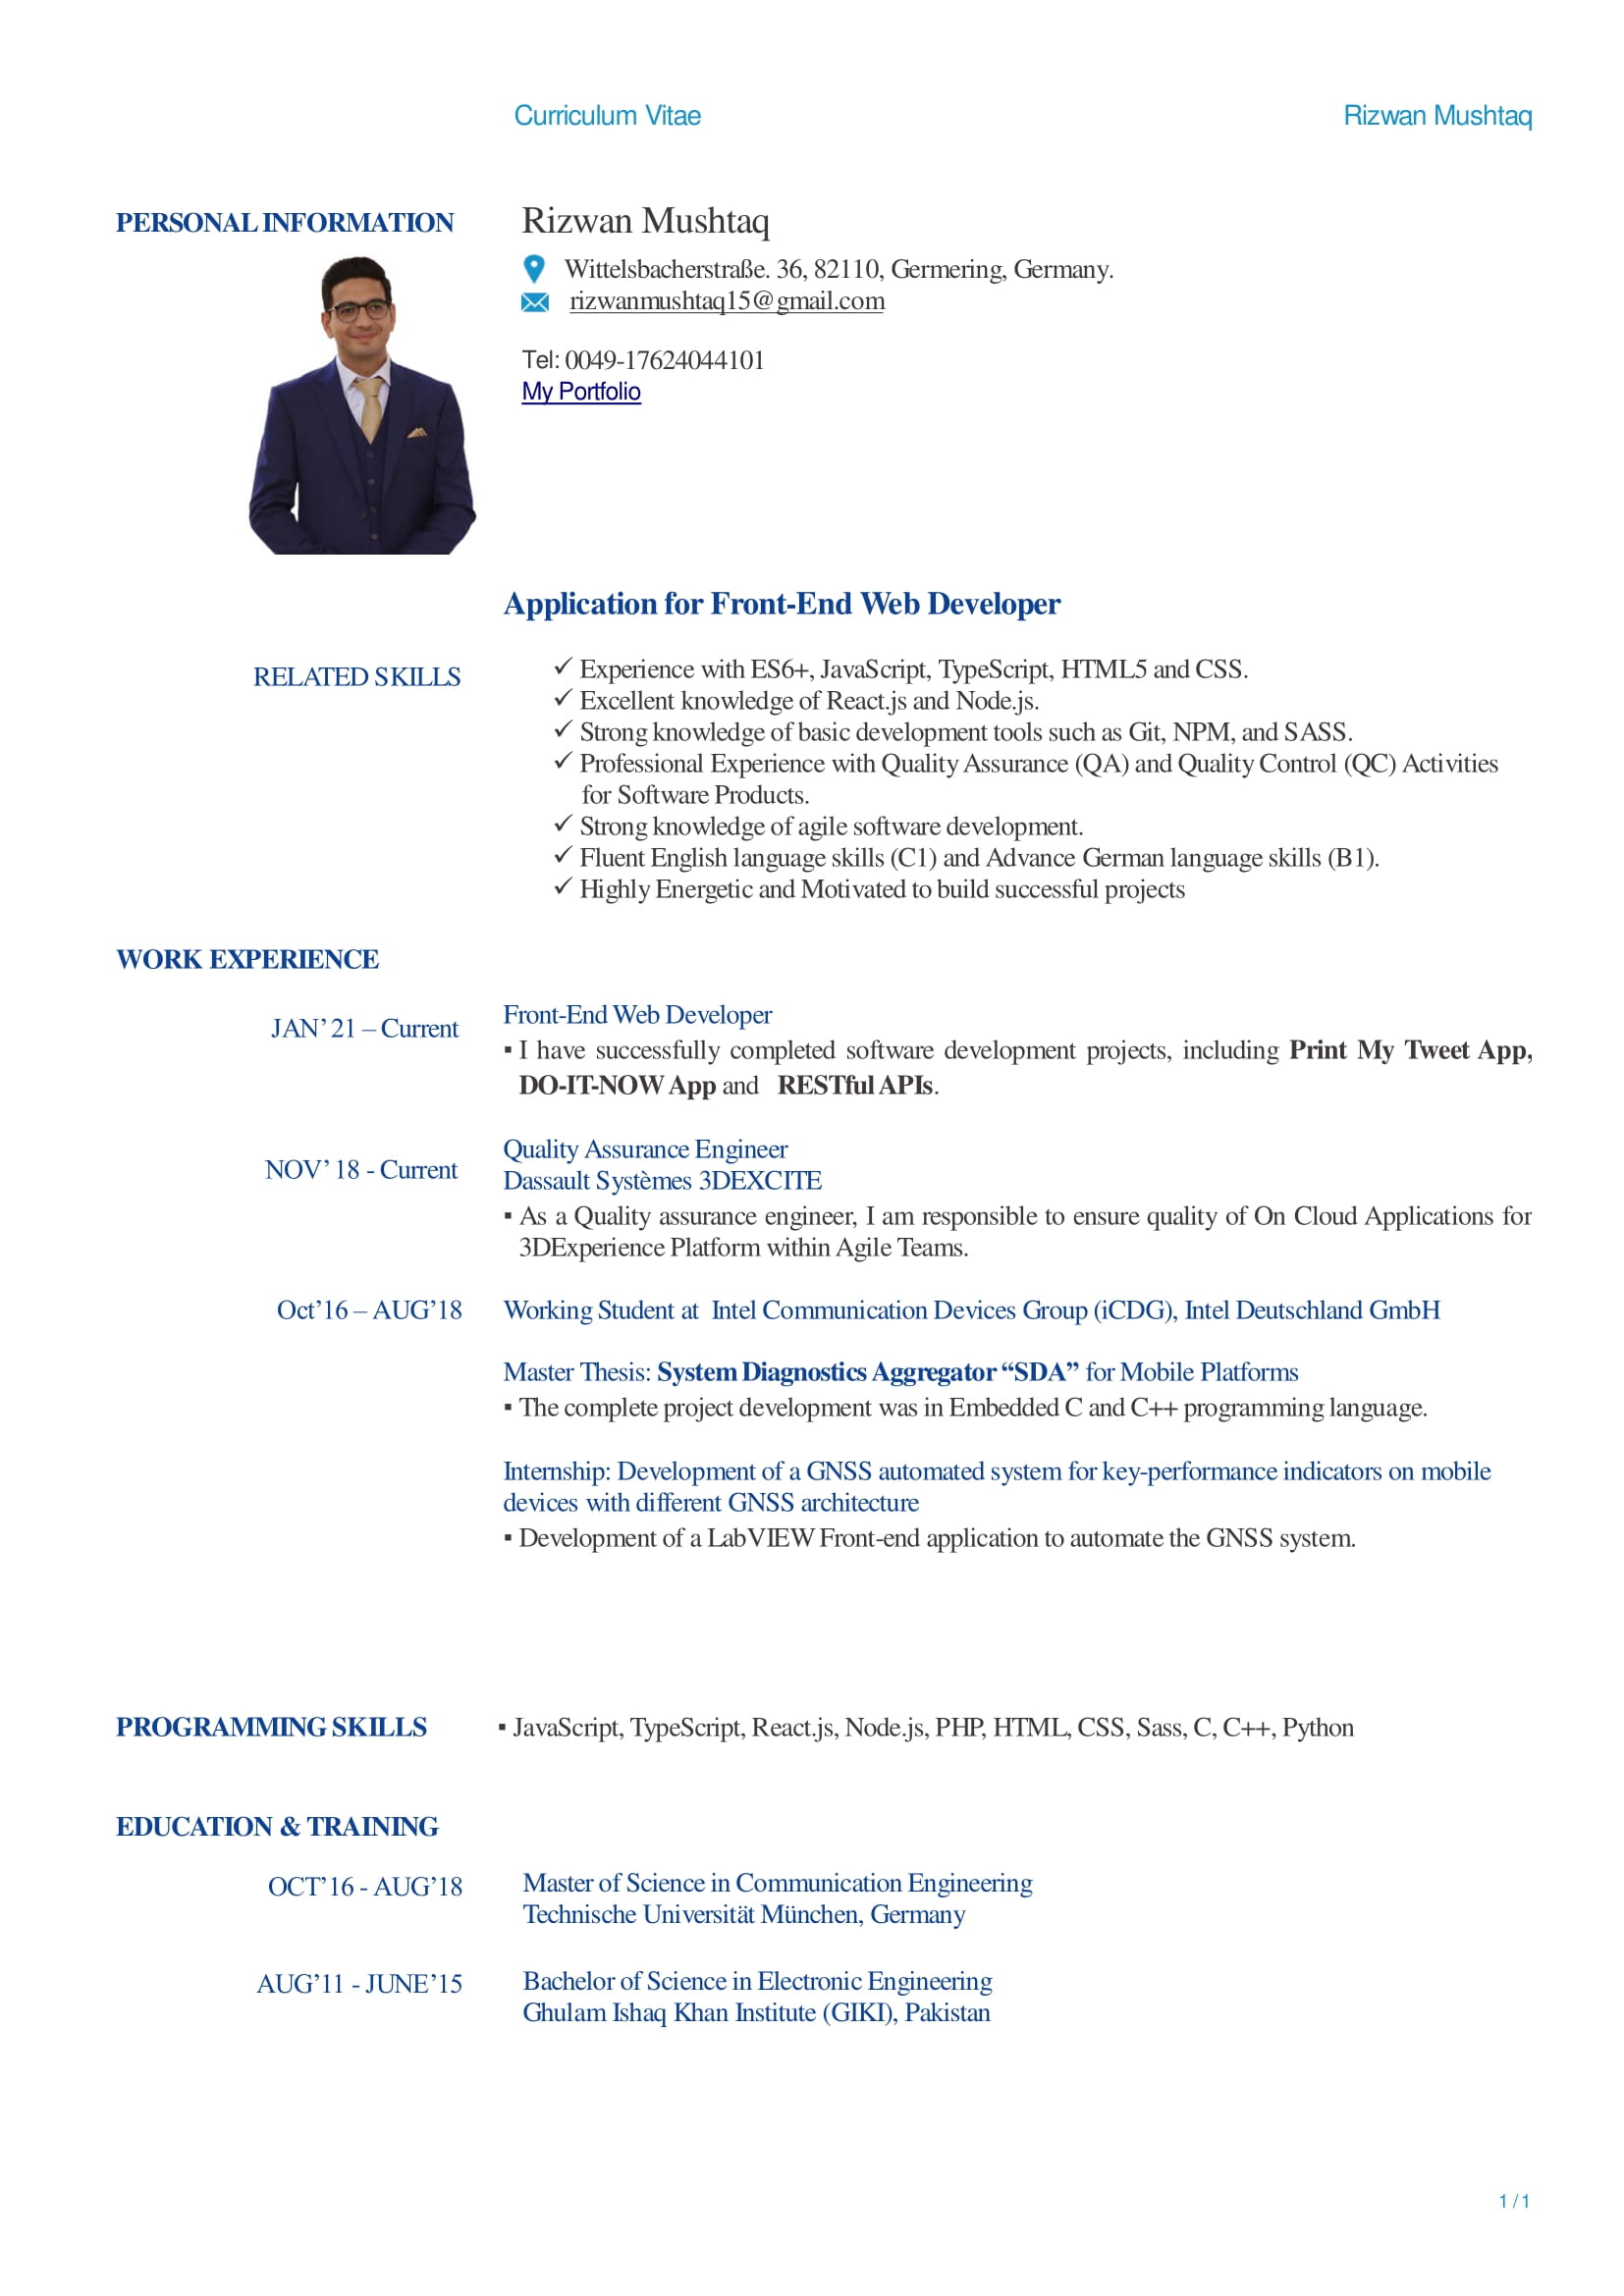 Curriculum Vitae Rizwan Mushtaq
PERSONAL INFORMATION
Rizwan Mushtaq
Wittelsbacherstraße. 36, 82110, Germering, Germany.
rizwanmushtaq15@gmail.com
Tel: 0049-17624044101
My Portfolio
Application for Front-End Web Developer
RELATED SKILLS
✓ Experience with ES6+, JavaScript, TypeScript, HTML5 and CSS.
✓ Excellent knowledge of React.js and Node.js.
✓ Strong knowledge of basic development tools such as Git, NPM, and SASS.
✓ Professional Experience with Quality Assurance (QA) and Quality Control (QC) Activities
for Software Products.
✓ Strong knowledge of agile software development.
✓ Fluent English language skills (C1) and Advance German language skills (B1).
✓ Highly Energetic and Motivated to build successful projects
WORK EXPERIENCE
JAN’ 21 – Current
Front-End Web Developer
▪ I have successfully completed software development projects, including Print My Tweet App,
DO-IT-NOW App and RESTful APIs.
NOV’ 18 - Current
Quality Assurance Engineer
Dassault Systèmes 3DEXCITE
▪ As a Quality assurance engineer, I am responsible to ensure quality of On Cloud Applications for
3DExperience Platform within Agile Teams.
Oct’16 – AUG’18
Working Student at Intel Communication Devices Group (iCDG), Intel Deutschland GmbH
Master Thesis: System Diagnostics Aggregator “SDA” for Mobile Platforms
▪ The complete project development was in Embedded C and C++ programming language.
Internship: Development of a GNSS automated system for key-performance indicators on mobile
devices with different GNSS architecture
▪ Development of a LabVIEW Front-end application to automate the GNSS system.
PROGRAMMING SKILLS
▪ JavaScript, TypeScript, React.js, Node.js, PHP, HTML, CSS, Sass, C, C++, Python
EDUCATION & TRAINING
OCT’16 - AUG’18
Master of Science in Communication Engineering
Technische Universität München, Germany
AUG’11 - JUNE’15
Bachelor of Science in Electronic Engineering
Ghulam Ishaq Khan Institute (GIKI), Pakistan
1 / 1